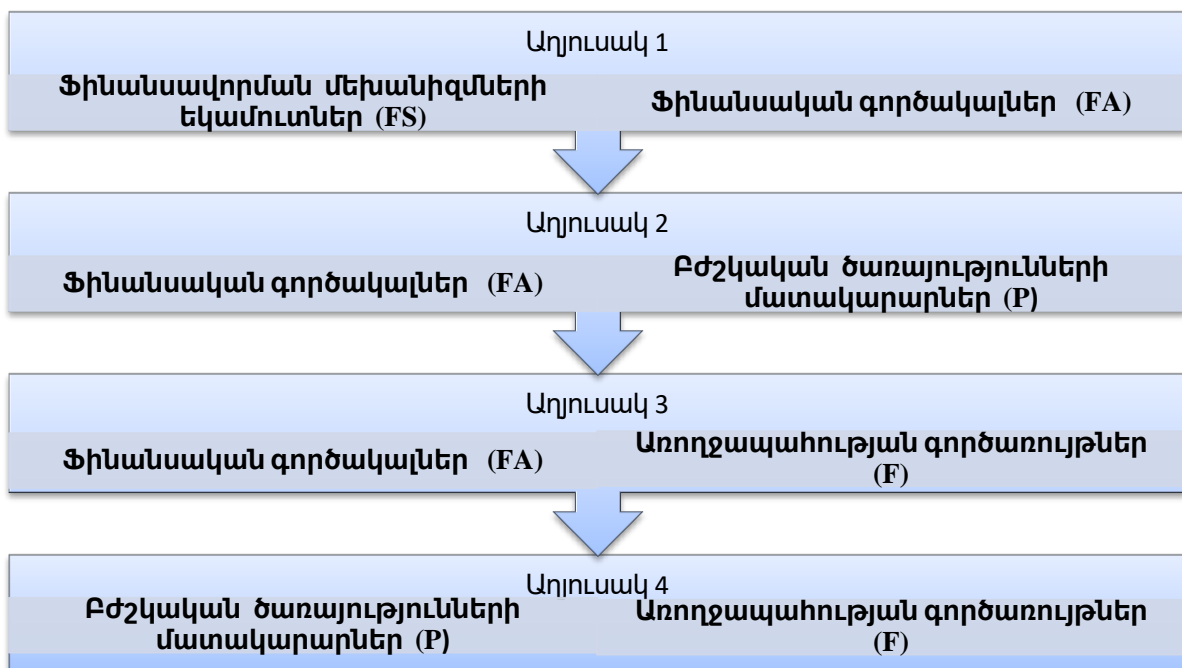 Աղյուսակ 1
Ֆինանսավորման մեխանիզմների
եկամուտներ (FS)
Ֆինանսական գործակալներ (FA)
Աղյուսակ 2
Ֆինանսական գործակալներ (FA)
Բժշկական ծառայությունների
մատակարարներ (P)
Աղյուսակ 3
Ֆինանսական գործակալներ (FA)
Առողջապահության գործառույթներ
(F)
Աղյուսակ 4
Բժշկական ծառայությունների
մատակարարներ (P)
Առողջապահության գործառույթներ
(F)